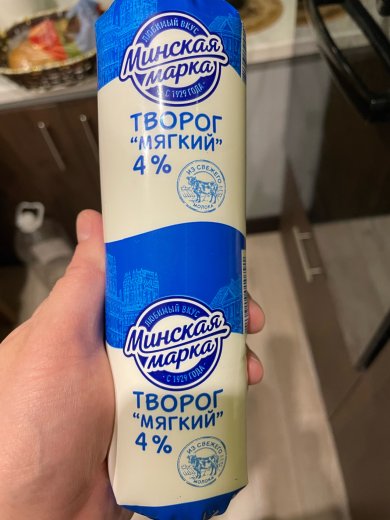 ЛЮБИМЫЙ ВКУС
Минская
марка
С 1929 ГОДА
ТВОРОГ
"МЯГКИЙ"
4%
ИЗ СВЕЖЕГО
МОЛОКА
ЛЮБИМЫЙ ВКУС
Минская
марка
• С 1929 ГОДА •
ТВОРОГ
"МЯГКИЙ"
4%
ИЗ СВЕЖЕГО
МОЛОКА